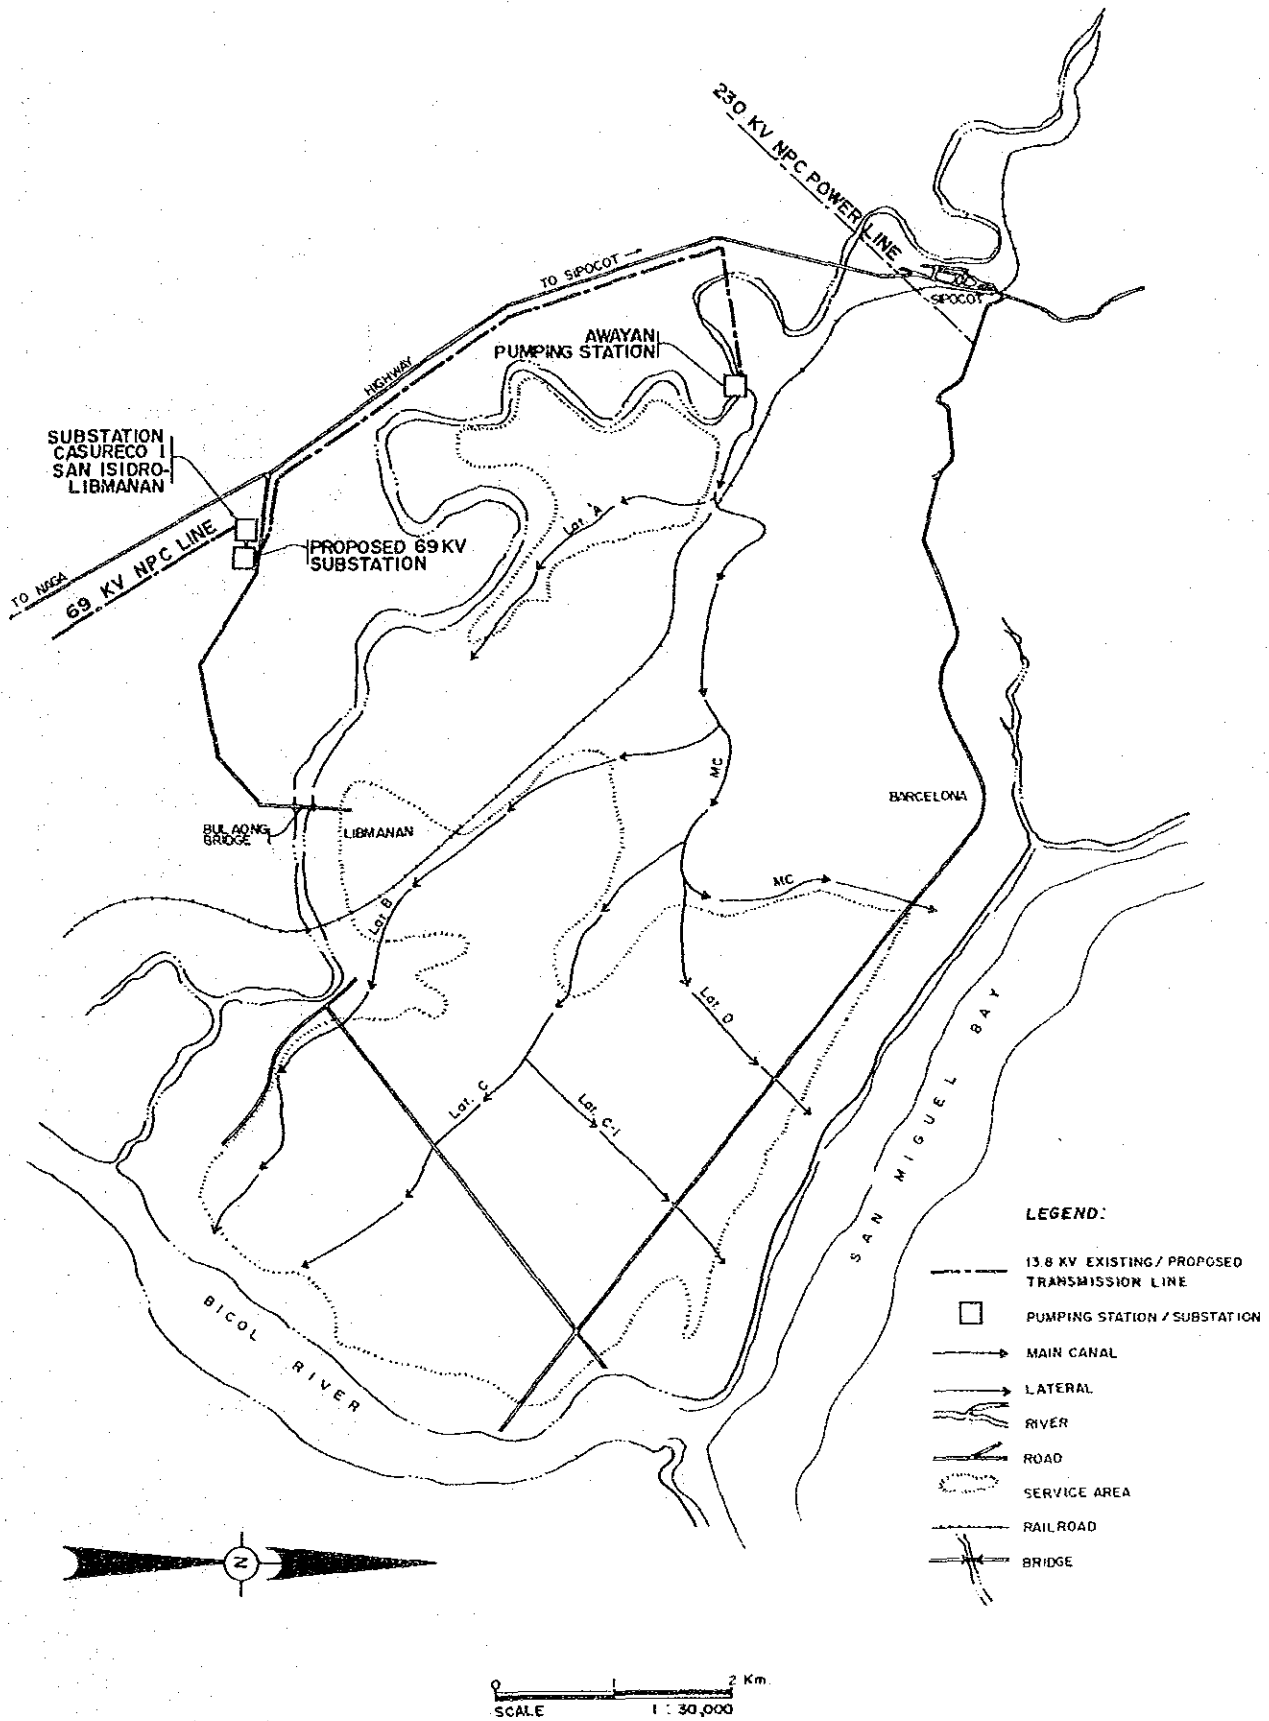 230 KV NPC POWER LINE
TO SIPOCOT
SIPOCOT
AWAYAN
PUMPING STATION
HIGHWAY
SUBSTATION
CASURECO I
SAN ISIDRO-
LIBMANAN
PROPOSED 69 KV
SUBSTATION
TO NAGA
69 KV NPC LINE
Lat. A
MC
BARCELONA
BULAONG
BRIDGE
LIBMANAN
MC
Lat. B
Lat. D
Lat. C
Lat. C-1
SAN MIGUEL BAY
BICOL RIVER
LEGEND:
13.8 KV EXISTING / PROPOSED
TRANSMISSION LINE
PUMPING STATION / SUBSTATION
MAIN CANAL
LATERAL
RIVER
ROAD
SERVICE AREA
RAILROAD
BRIDGE
N
0 1 2 Km.
SCALE 1 : 30,000